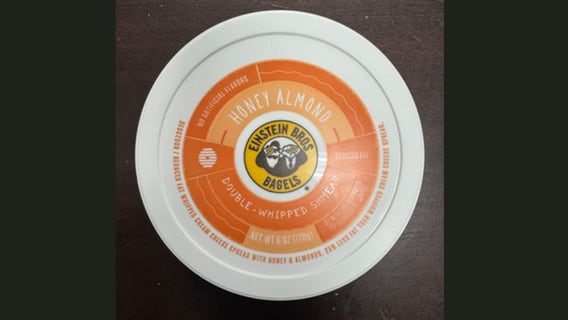 NO ARTIFICIAL FLAVORS
HONEY ALMOND
EINSTEIN BROS
BAGELS
REDUCED FAT
DOUBLE-WHIPPED SHMEAR
NET WT 6 OZ (170g)
REDUCED FAT WHIPPED CREAM CHEESE SPREAD WITH HONEY & ALMONDS. 25% LESS FAT THAN WHIPPED CREAM CHEESE SPREAD.